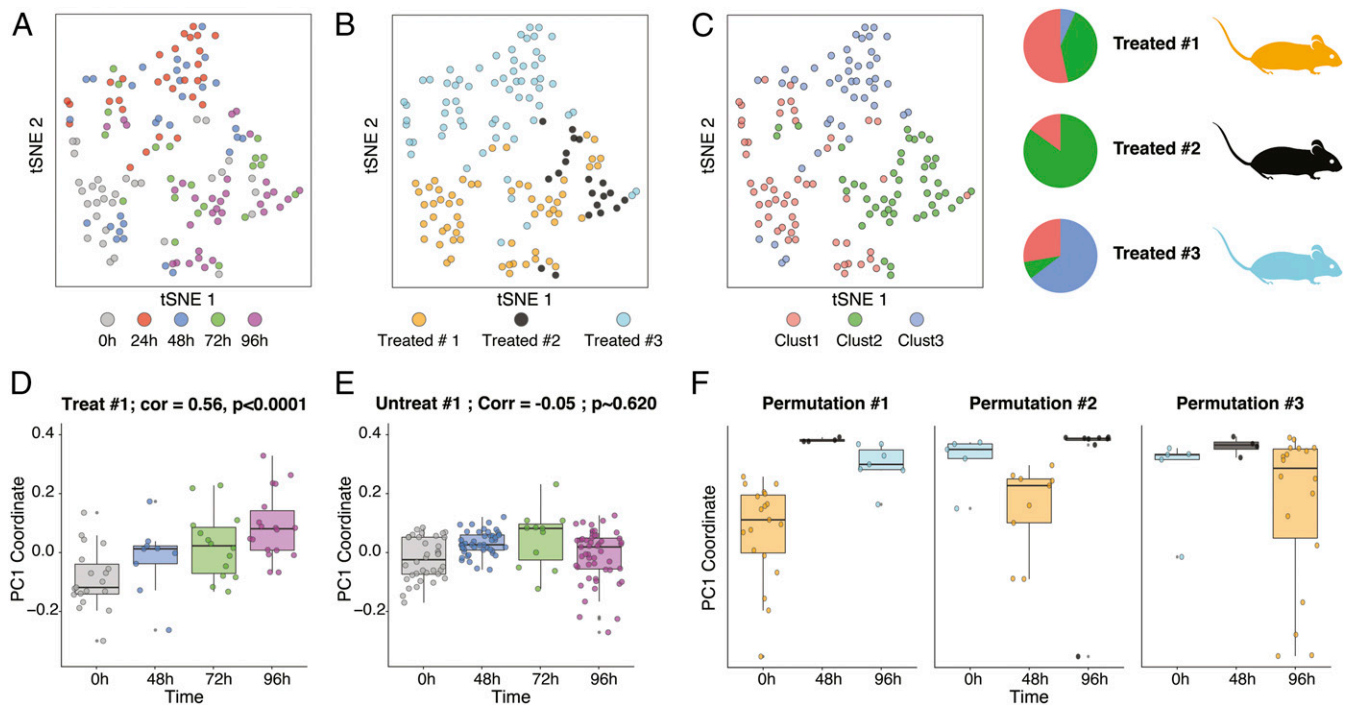 A
tSNE 2
tSNE 1
0h 24h 48h 72h 96h
B
tSNE 2
tSNE 1
Treated # 1 Treated #2 Treated #3
C
tSNE 2
tSNE 1
Clust1 Clust2 Clust3
Treated #1
Treated #2
Treated #3
D
Treat #1; cor = 0.56, p<0.0001
PC1 Coordinate
0.4
0.2
0.0
−0.2
0h 48h 72h 96h
Time
E
Untreat #1 ; Corr = -0.05 ; p~0.620
PC1 Coordinate
0.4
0.2
0.0
−0.2
0h 48h 72h 96h
Time
F
Permutation #1 Permutation #2 Permutation #3
PC1 Coordinate
0h 48h 96h 0h 48h 96h 0h 48h 96h
Time